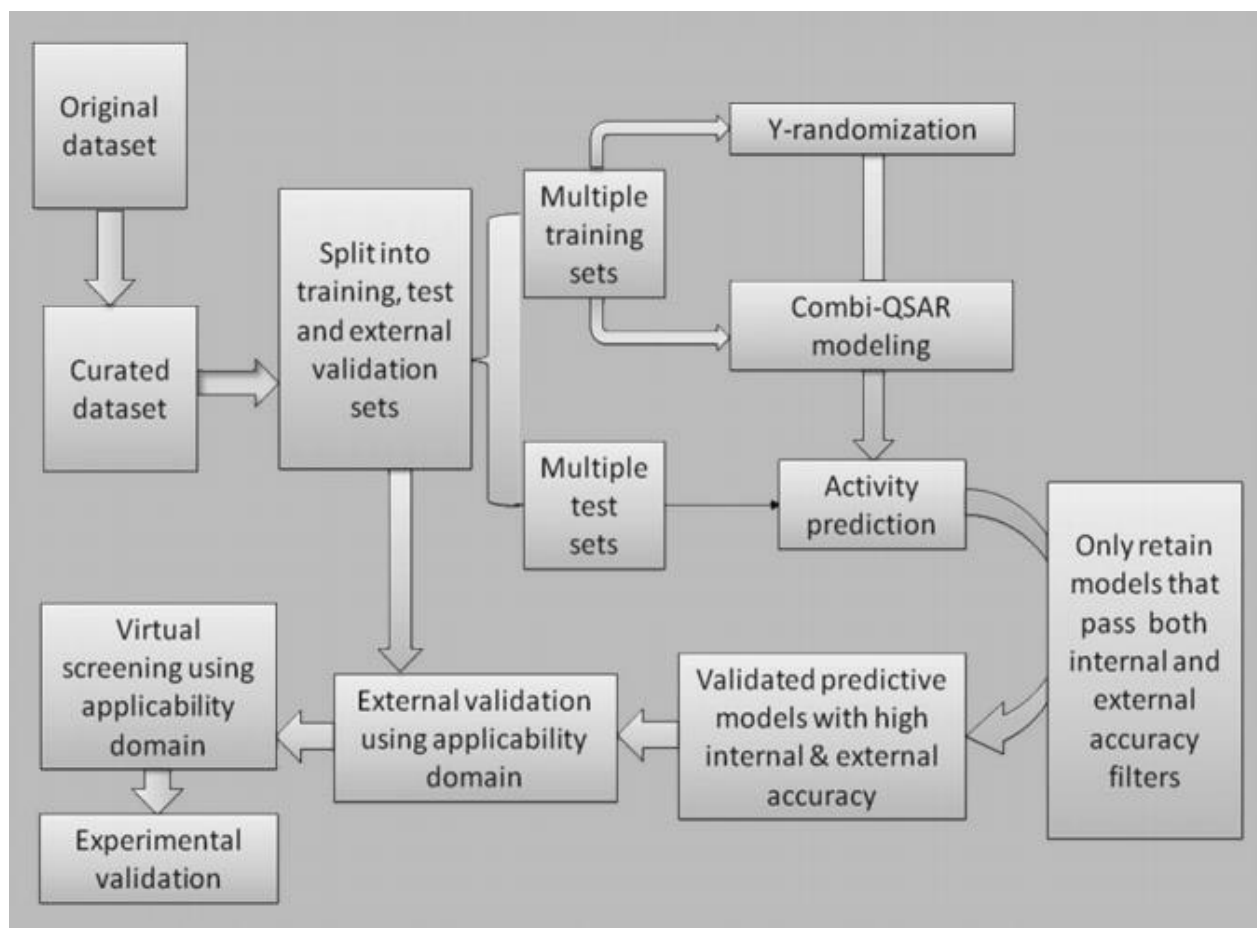 Original
dataset
Curated
dataset
Split into
training, test
and external
validation
sets
Multiple
training
sets
Multiple
test
sets
Y-randomization
Combi-QSAR
modeling
Activity
prediction
Only retain
models that
pass both
internal and
external
accuracy
filters
Validated predictive
models with high
internal & external
accuracy
External validation
using applicability
domain
Virtual
screening using
applicability
domain
Experimental
validation